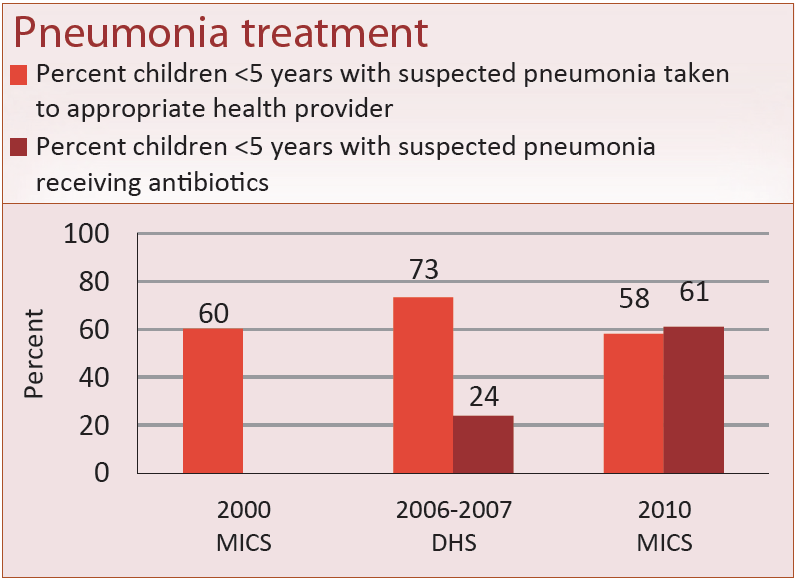 Pneumonia treatment
Percent children <5 years with suspected pneumonia taken
to appropriate health provider
Percent children <5 years with suspected pneumonia
receiving antibiotics
Percent
100
80
60
40
20
0
60
73
24
58
61
2000
MICS
2006-2007
DHS
2010
MICS